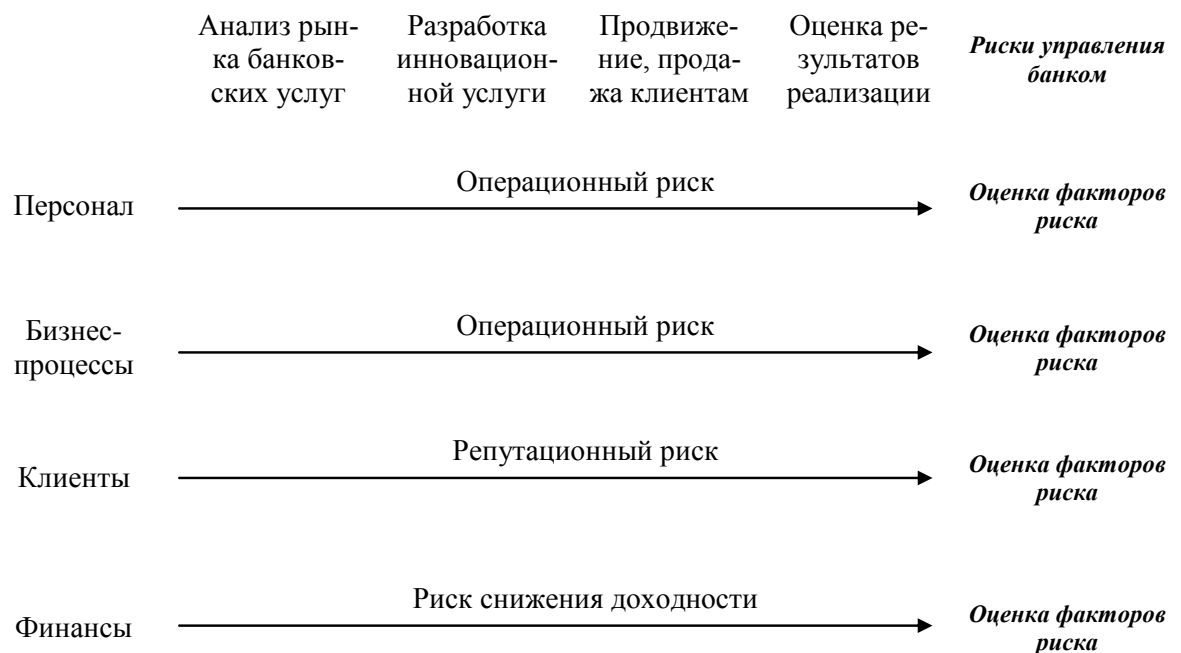 Анализ рын-
ка банков-
ских услуг
Разработка
инновацион-
ной услуги
Продвиже-
ние, прода-
жа клиентам
Оценка ре-
зультатов
реализации
Риски управления
банком
Персонал
Операционный риск
Оценка факторов
риска
Бизнес-
процессы
Операционный риск
Оценка факторов
риска
Клиенты
Репутационный риск
Оценка факторов
риска
Финансы
Риск снижения доходности
Оценка факторов
риска